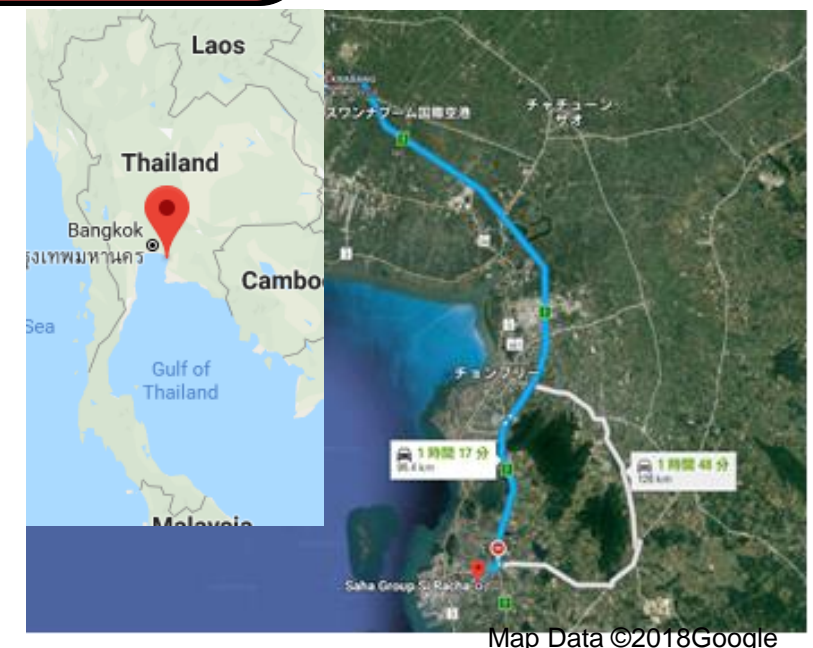 Laos
Thailand
Bangkok
Cambo
Sea
Gulf of
Thailand
Malaysia
スワンナプーム国際空港
チャチューン
サオ
チョンブリー
1 時間 17 分
1 時間 48 分
126 km
Saha Group Si Racha
Map Data ©2018Google